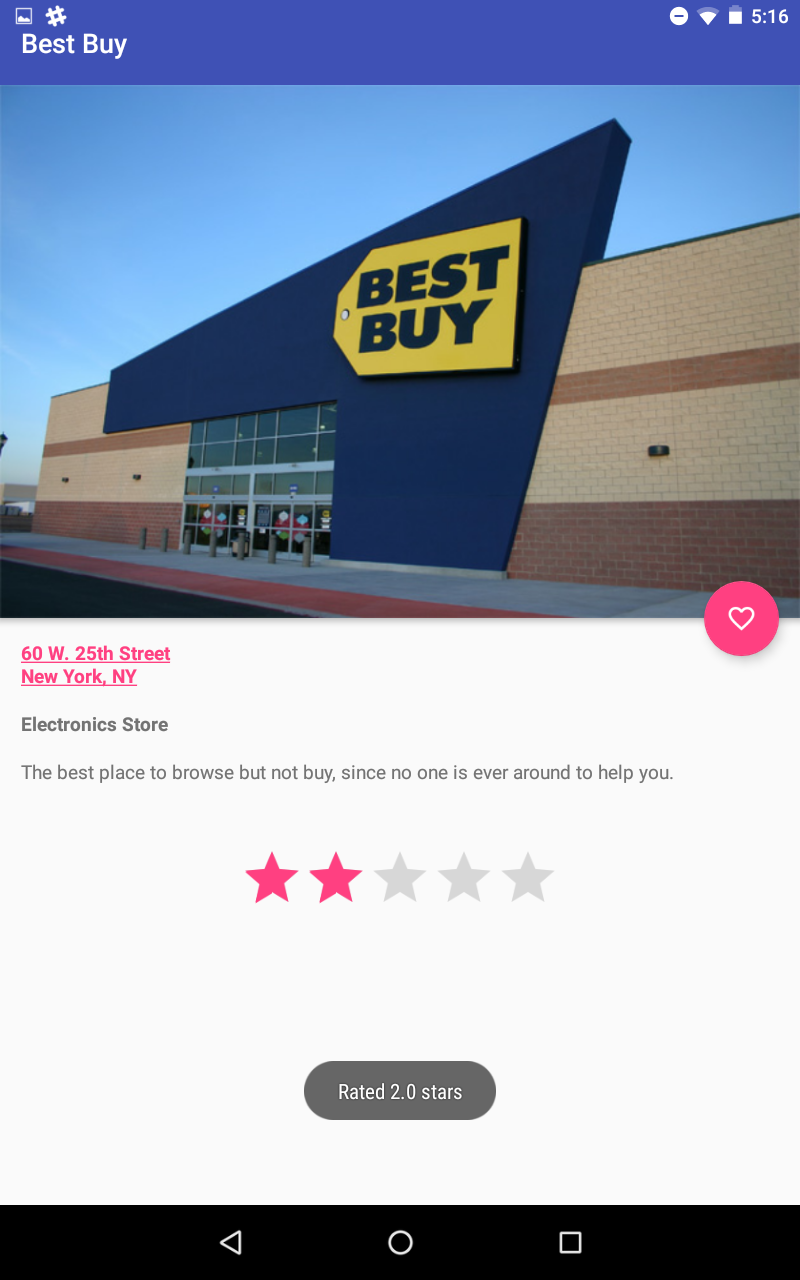 5:16
Best Buy
BEST
BUY
60 W. 25th Street
New York, NY
Electronics Store
The best place to browse but not buy, since no one is ever around to help you.
Rated 2.0 stars